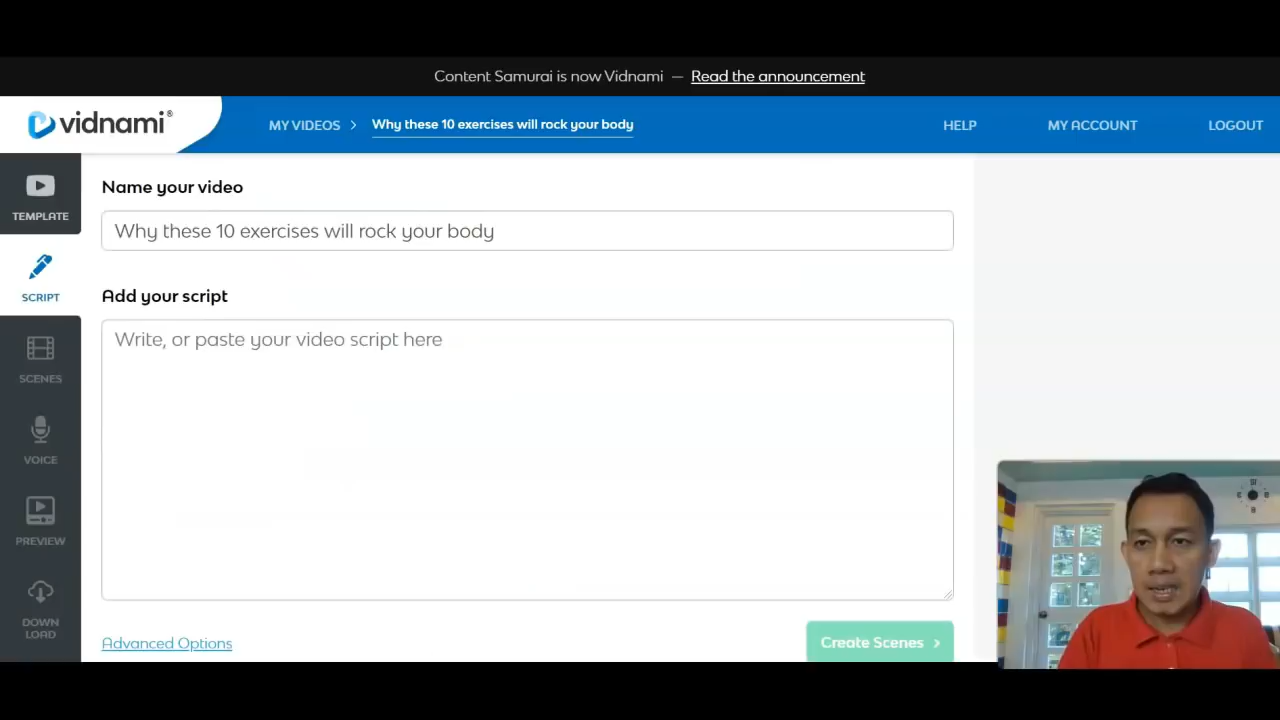 Content Samurai is now Vidnami — Read the announcement
vidnami®
MY VIDEOS > Why these 10 exercises will rock your body
HELP
MY ACCOUNT
LOGOUT
TEMPLATE
SCRIPT
SCENES
VOICE
PREVIEW
DOWN
LOAD
Name your video
Why these 10 exercises will rock your body
Add your script
Write, or paste your video script here
Advanced Options
Create Scenes >